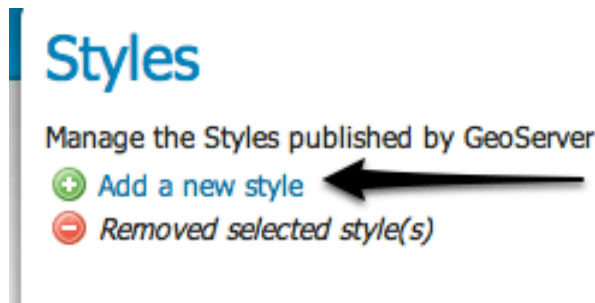 Styles
Manage the Styles published by GeoServer
Add a new style
Removed selected style(s)